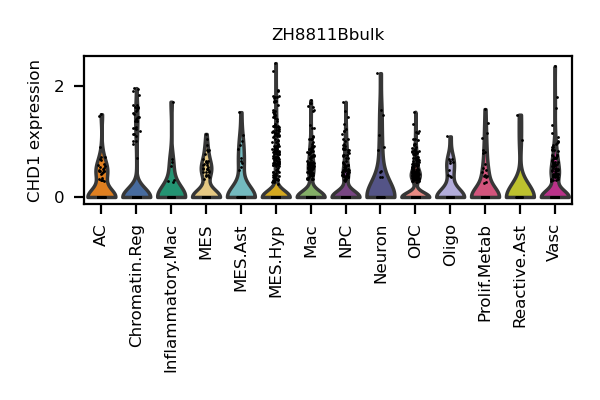 ZH8811Bbulk
CHD1 expression
2
0
AC
Chromatin.Reg
Inflammatory.Mac
MES
MES.Ast
MES.Hyp
Mac
NPC
Neuron
OPC
Oligo
Prolif.Metab
Reactive.Ast
Vasc